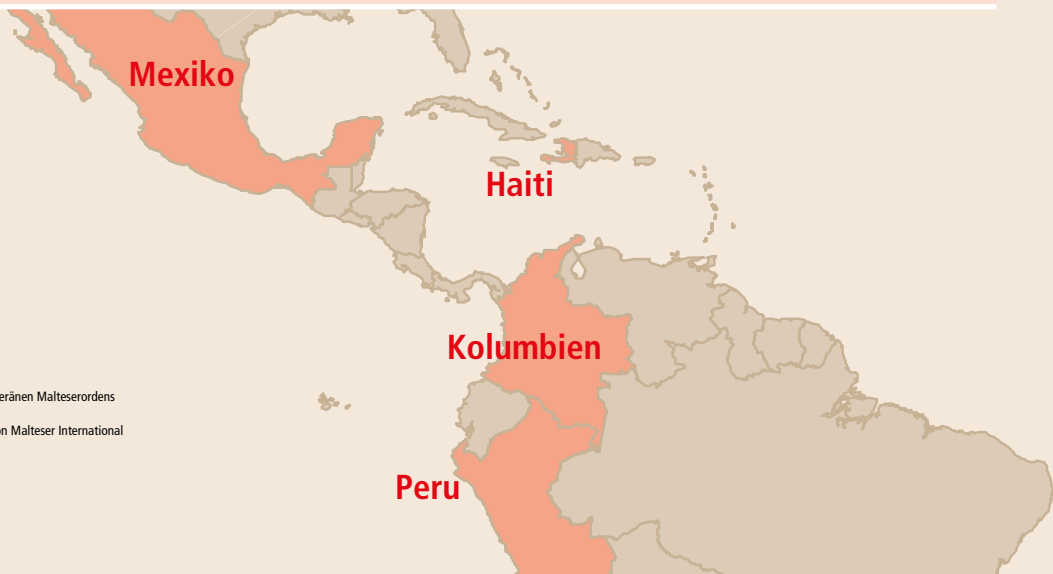 Mexiko
Haiti
Kolumbien
eränen Malteserordens
on Malteser International
Peru